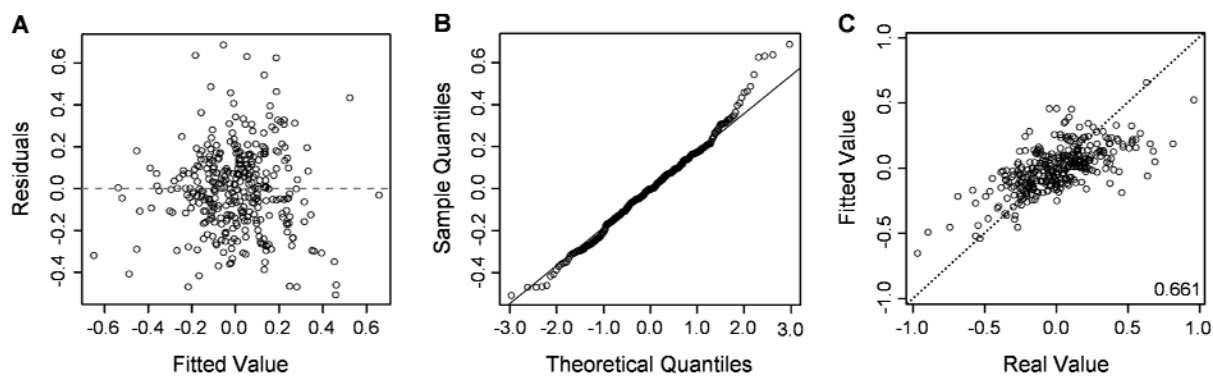 A
Residuals
0.6
0.4
0.2
0.0
-0.2
-0.4
-0.6 -0.4 -0.2 0.0 0.2 0.4 0.6
Fitted Value
B
Sample Quantiles
0.6
0.4
0.2
0.0
-0.2
-0.4
-3.0 -2.0 -1.0 0.0 1.0 2.0 3.0
Theoretical Quantiles
C
Fitted Value
1.0
0.5
0.0
-0.5
-1.0
0.661
-1.0 -0.5 0.0 0.5 1.0
Real Value